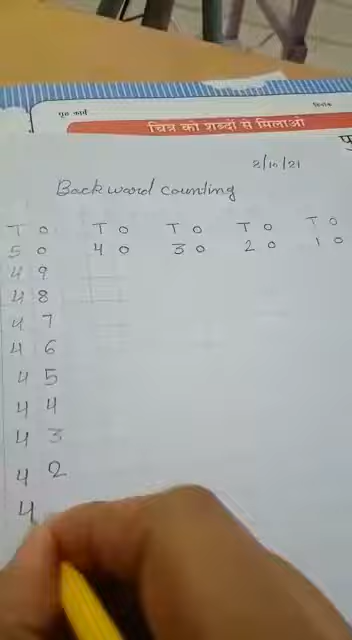 गृह कार्य दिनांक
चित्र को शब्दों से मिलाओ
2/10/21
Backward counting
T O T O T O T O T O
5 0 4 0 3 0 2 0 1 0
4 9
4 8
4 7
4 6
4 5
4 4
4 3
4 2
4